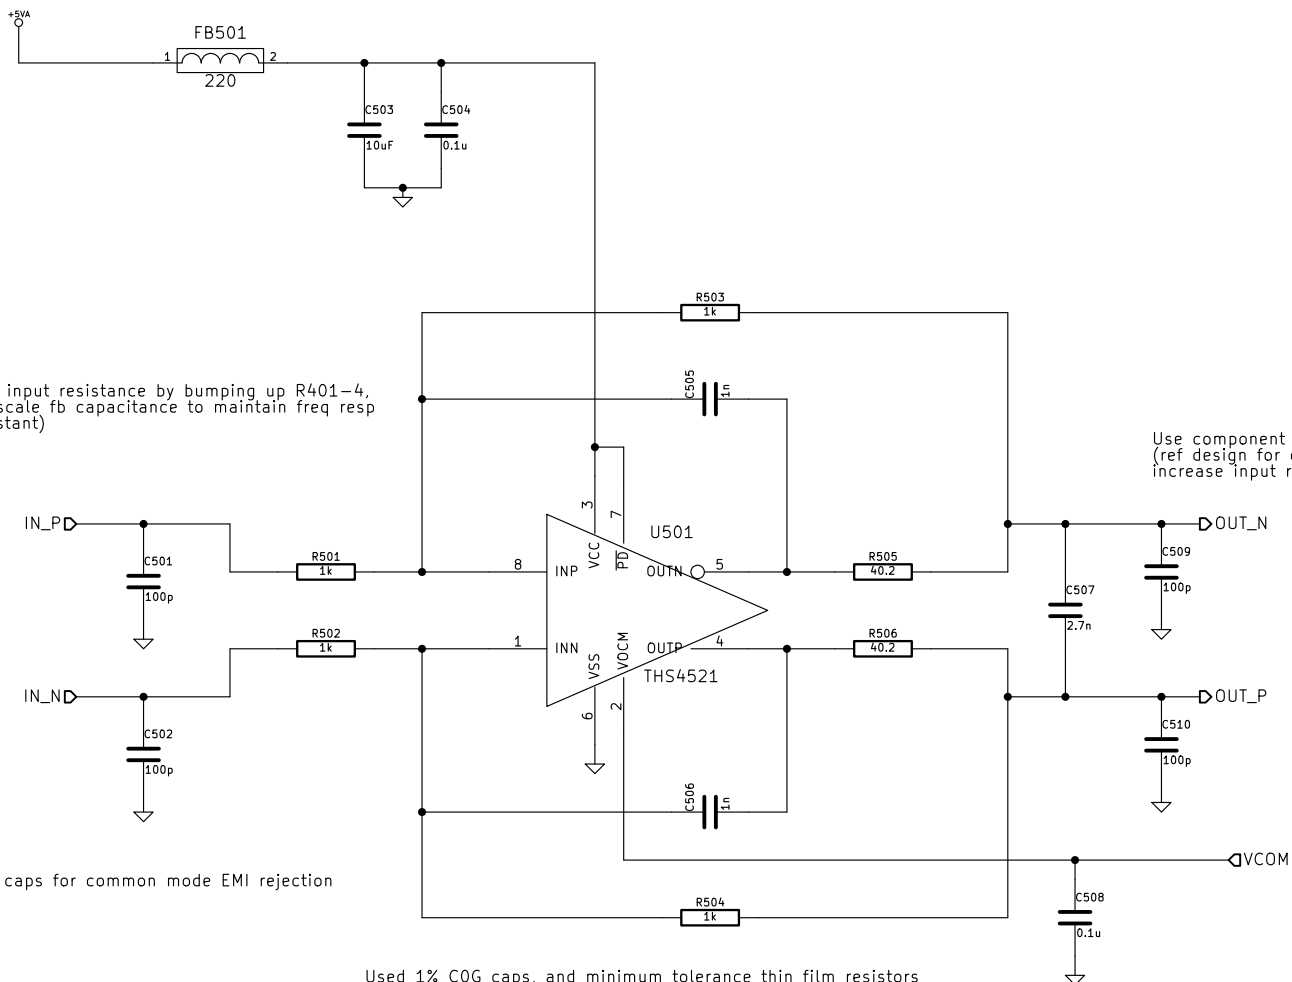 +5VA
FB501
1
2
220
C503
10uF
C504
0.1u
R503
1k
input resistance by bumping up R401-4,
scale fb capacitance to maintain freq resp
stant)
C505
1n
Use component
(ref design for
increase input r
3
7
U501
IN_P
OUT_N
C501
100p
R501
1k
8
INP
VCC
PD
OUTN
5
R505
40.2
C509
100p
C507
2.7n
R502
1k
1
INN
VSS
VOCM
OUTP
4
R506
40.2
THS4521
IN_N
OUT_P
6
2
C502
100p
C510
100p
C506
1n
VCOM
caps for common mode EMI rejection
R504
1k
C508
0.1u
Used 1% COG caps, and minimum tolerance thin film resistors